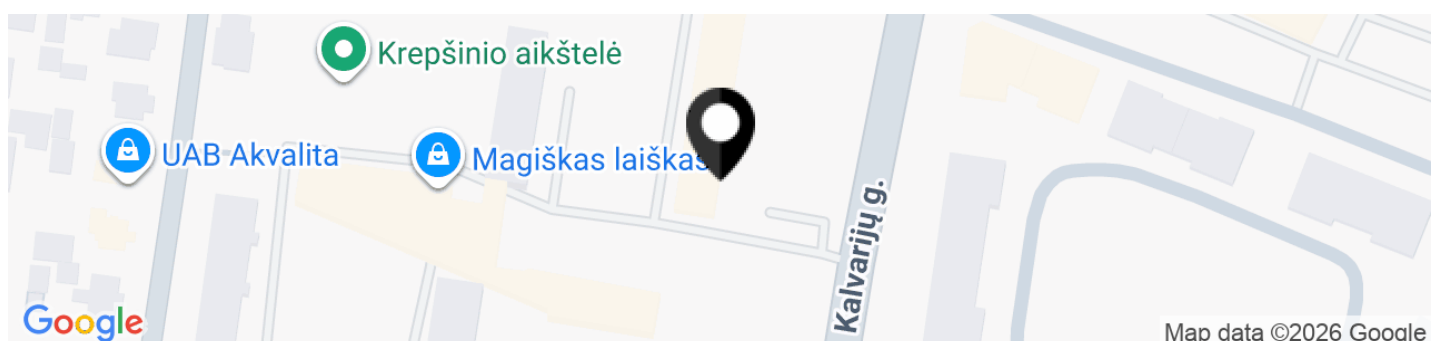 Krepšinio aikštelė
UAB Akvalita
Magiškas laiškas
Kalvarijų g.
Google
Map data ©2026 Google